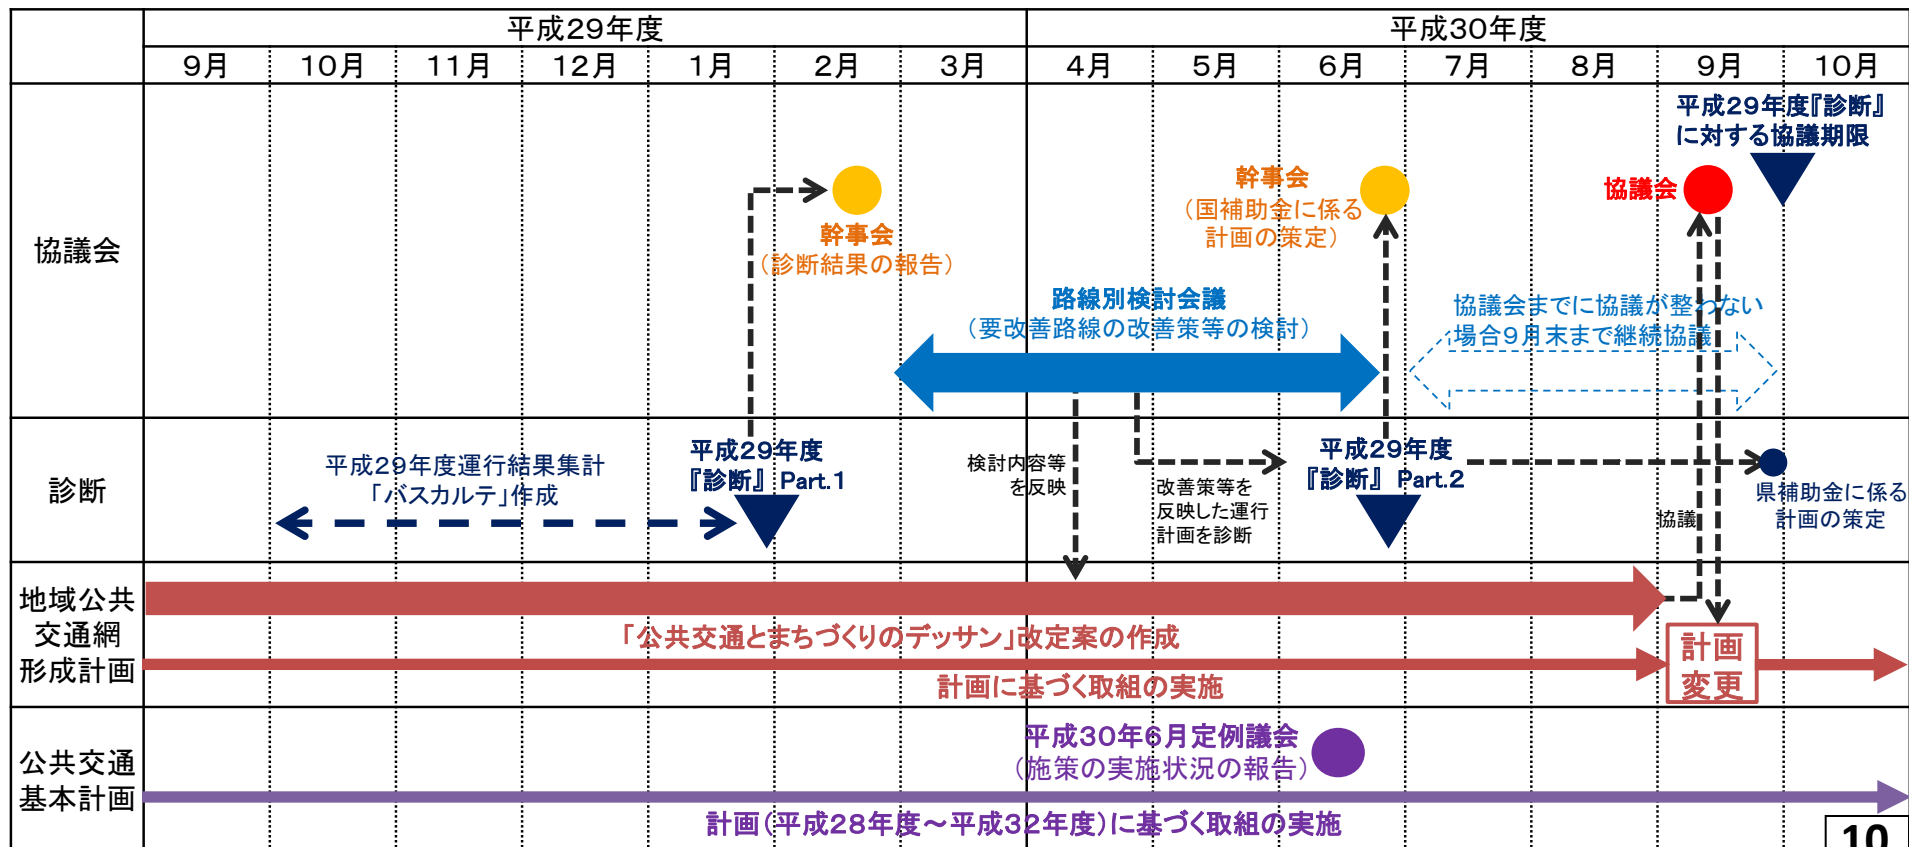 平成29年度
平成30年度
9月
10月
11月
12月
1月
2月
3月
4月
5月
6月
7月
8月
9月
10月
協議会
平成29年度『診断』
に対する協議期限
幹事会
（診断結果の報告）
幹事会
（国補助金に係る
計画の策定）
協議会
路線別検討会議
（要改善路線の改善策等の検討）
協議会までに協議が整わない
場合9月末まで継続協議
診断
平成29年度運行結果集計
「バスカルテ」作成
平成29年度
『診断』 Part.1
検討内容等
を反映
改善策等を
反映した運行
計画を診断
平成29年度
『診断』 Part.2
協議
県補助金に係る
計画の策定
地域公共
交通網
形成計画
「公共交通とまちづくりのデッサン」改定案の作成
計画に基づく取組の実施
計画
変更
公共交通
基本計画
平成30年6月定例議会
（施策の実施状況の報告）
計画（平成28年度～平成32年度）に基づく取組の実施
10